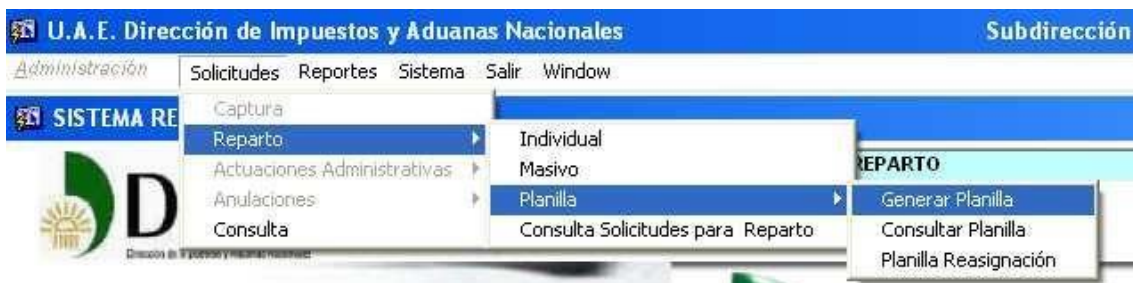 U.A.E. Dirección de Impuestos y Aduanas Nacionales Subdirección
Administración Solicitudes Reportes Sistema Salir Window
SISTEMA RE
Captura
Reparto
Actuaciones Administrativas
Anulaciones
Consulta
Individual
Masivo
Planilla
Consulta Solicitudes para Reparto
REPARTO
Generar Planilla
Consultar Planilla
Planilla Reasignación
D